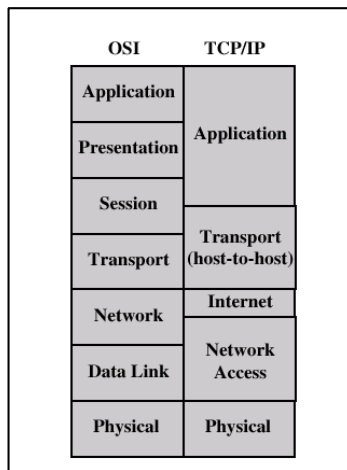 OSI TCP/IP
Application
Presentation
Session
Transport
Network
Data Link
Physical
Application
Transport
(host-to-host)
Internet
Network
Access
Physical